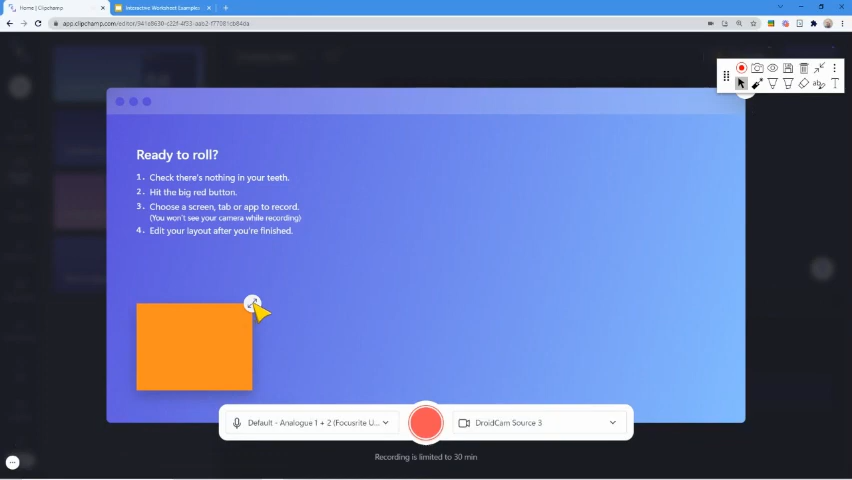 Home | Clipchamp
Interactive Worksheet Examples
app.clipchamp.com/editor/941x8630-c22f-4f53-aab2-f77081cb84da
Ready to roll?
1. Check there's nothing in your teeth.
2. Hit the big red button.
3. Choose a screen, tab or app to record.
(You won't see your camera while recording)
4. Edit your layout after you're finished.
Default - Analogue 1 + 2 (Focusrite U...
DroidCam Source 3
Recording is limited to 30 min